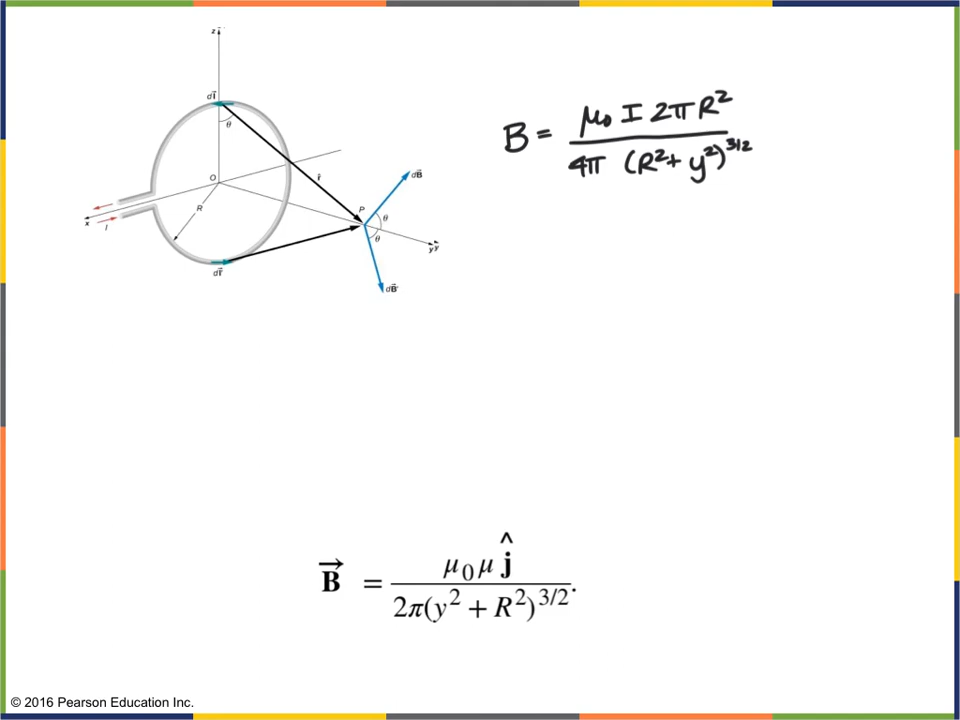 z
dl⃗
θ
O
r̂
R
P
dB⃗
θ
θ
x
I
y y
dl⃗'
dB⃗'
B = μ₀ I 2π R² / 4π (R² + y²)^3/2
B⃗ = μ₀ μ ĵ / 2π(y² + R²)^3/2.
© 2016 Pearson Education Inc.